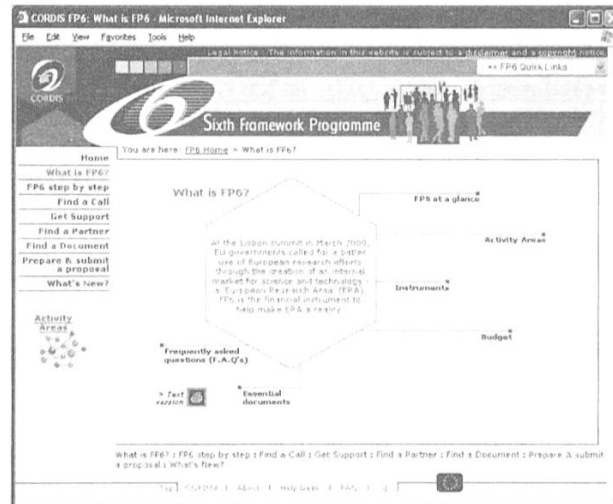 CORDIS FP6: What is FP6 - Microsoft Internet Explorer
File Edit View Favorites Tools Help
Legal notice : The information in this website is subject to a disclaimer and a copyright notice.
>> FP6 Quick Links
CORDIS
Sixth Framework Programme
You are here: FP6 Home > What is FP6?
Home
What is FP6?
FP6 step by step
Find a Call
Get Support
Find a Partner
Find a Document
Prepare & submit
a proposal
What's New?
Activity
Areas
What is FP6?
At the Lisbon summit in March 2000,
EU governments called for a better
use of European research efforts
through the creation of an internal
market for science and technology -
a 'European Research Area' (ERA).
FP6 is the financial instrument to
help make ERA a reality
FP6 at a glance
Activity Areas
Instruments
Budget
Frequently asked
questions (F.A.Q's)
> Text
version
Essential
documents
What is FP6? : FP6 step by step : Find a Call : Get Support : Find a Partner : Find a Document : Prepare & submit
a proposal : What's New?
Top | CORDIS | About | Help Desk | FAQ |